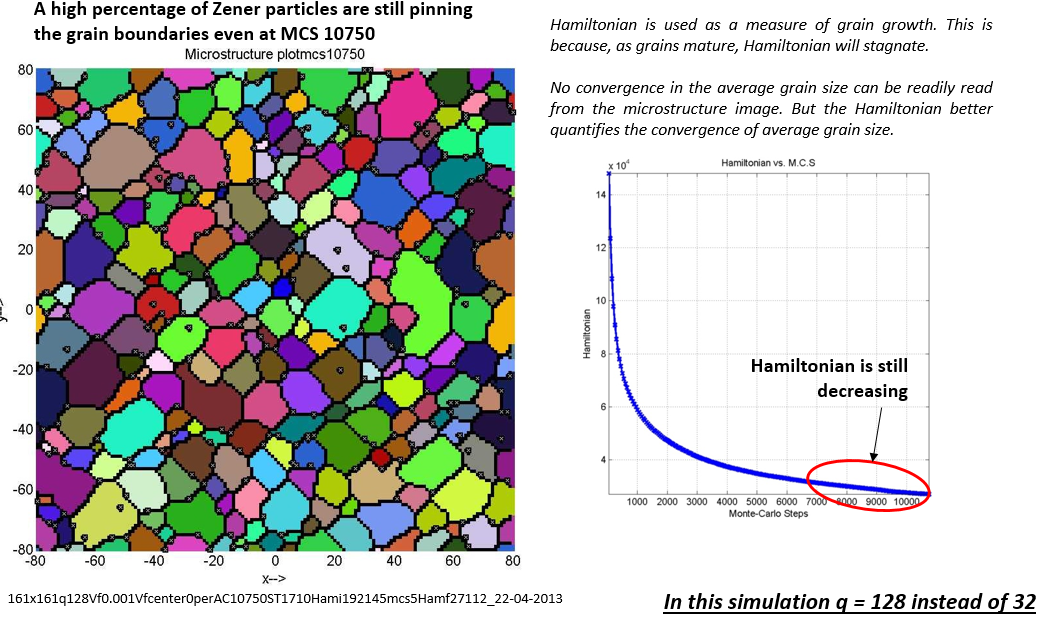 A high percentage of Zener particles are still pinning
the grain boundaries even at MCS 10750
Microstructure plotmcs10750
80
60
40
20
0
-20
-40
-60
-80
y-->
-80
-60
-40
-20
0
20
40
60
80
x-->
161x161q128Vf0.001Vfcenter0perAC10750ST1710Hami192145mcs5Hamf27112_22-04-2013
Hamiltonian is used as a measure of grain growth. This is
because, as grains mature, Hamiltonian will stagnate.
No convergence in the average grain size can be readily read
from the microstructure image. But the Hamiltonian better
quantifies the convergence of average grain size.
Hamiltonian vs. M.C.S
x 10⁴
14
12
10
8
6
4
Hamiltonian
1000 2000 3000 4000 5000 6000 7000 8000 9000 10000
Monte-Carlo Steps
Hamiltonian is still
decreasing
In this simulation q = 128 instead of 32